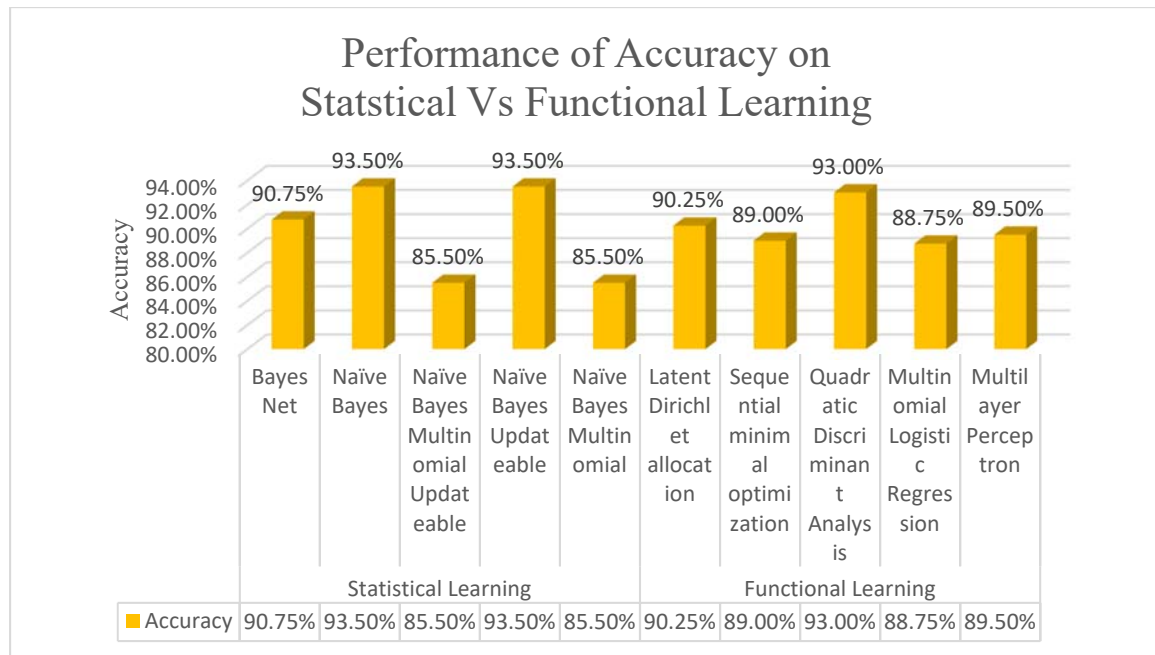 Performance of Accuracy on
Statstical Vs Functional Learning
Accuracy
94.00%
92.00%
90.00%
88.00%
86.00%
84.00%
82.00%
80.00%
90.75%
93.50%
85.50%
93.50%
85.50%
90.25%
89.00%
93.00%
88.75%
89.50%
Bayes
Net
Naïve
Bayes
Naïve
Bayes
Multin
omial
Updat
eable
Naïve
Bayes
Updat
eable
Naïve
Bayes
Multin
omial
Latent
Dirichl
et
allocat
ion
Seque
ntial
minim
al
optimi
zation
Quadr
atic
Discri
minan
t
Analys
is
Multin
omial
Logisti
c
Regres
sion
Multil
ayer
Percep
tron
Statistical Learning
Functional Learning
Accuracy 90.75% 93.50% 85.50% 93.50% 85.50% 90.25% 89.00% 93.00% 88.75% 89.50%